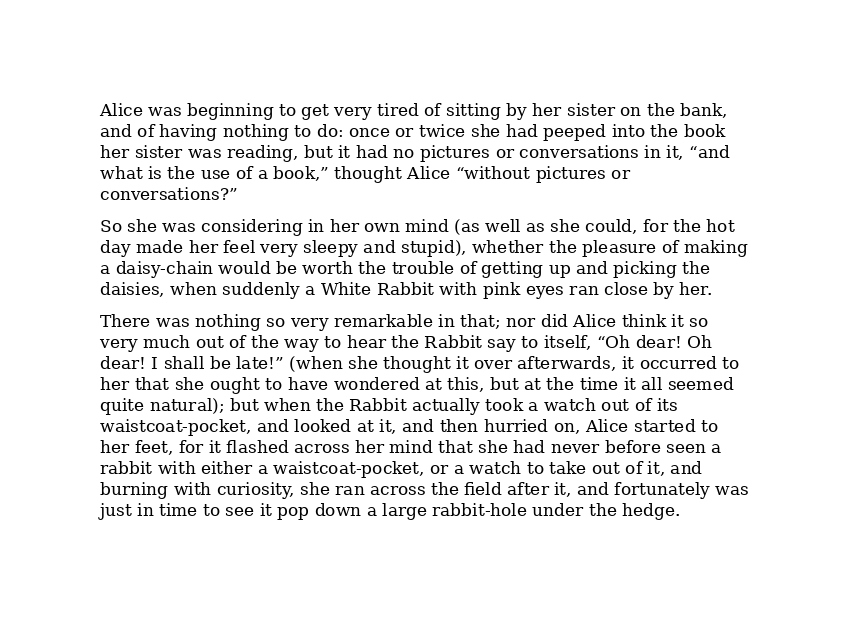 Alice was beginning to get very tired of sitting by her sister on the bank,
and of having nothing to do: once or twice she had peeped into the book
her sister was reading, but it had no pictures or conversations in it, “and
what is the use of a book,” thought Alice “without pictures or
conversations?”
So she was considering in her own mind (as well as she could, for the hot
day made her feel very sleepy and stupid), whether the pleasure of making
a daisy-chain would be worth the trouble of getting up and picking the
daisies, when suddenly a White Rabbit with pink eyes ran close by her.
There was nothing so very remarkable in that; nor did Alice think it so
very much out of the way to hear the Rabbit say to itself, “Oh dear! Oh
dear! I shall be late!” (when she thought it over afterwards, it occurred to
her that she ought to have wondered at this, but at the time it all seemed
quite natural); but when the Rabbit actually took a watch out of its
waistcoat-pocket, and looked at it, and then hurried on, Alice started to
her feet, for it flashed across her mind that she had never before seen a
rabbit with either a waistcoat-pocket, or a watch to take out of it, and
burning with curiosity, she ran across the field after it, and fortunately was
just in time to see it pop down a large rabbit-hole under the hedge.